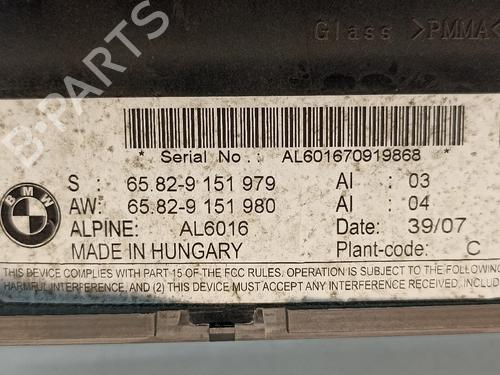 Glass >PMMA<
B-PARTS
* Serial No.: AL601670919868 *
BMW
S : 65.82-9 151 979 AI : 03
AW: 65.82-9 151 980 AI : 04
ALPINE: AL6016 Date: 39/07
MADE IN HUNGARY Plant-code: C
THIS DEVICE COMPLIES WITH PART 15 OF THE FCC RULES. OPERATION IS SUBJECT TO THE FOLLOWING
HARMFUL INTERFERENCE, AND (2) THIS DEVICE MUST ACCEPT ANY INTERFERENCE RECEIVED, INCLUDING